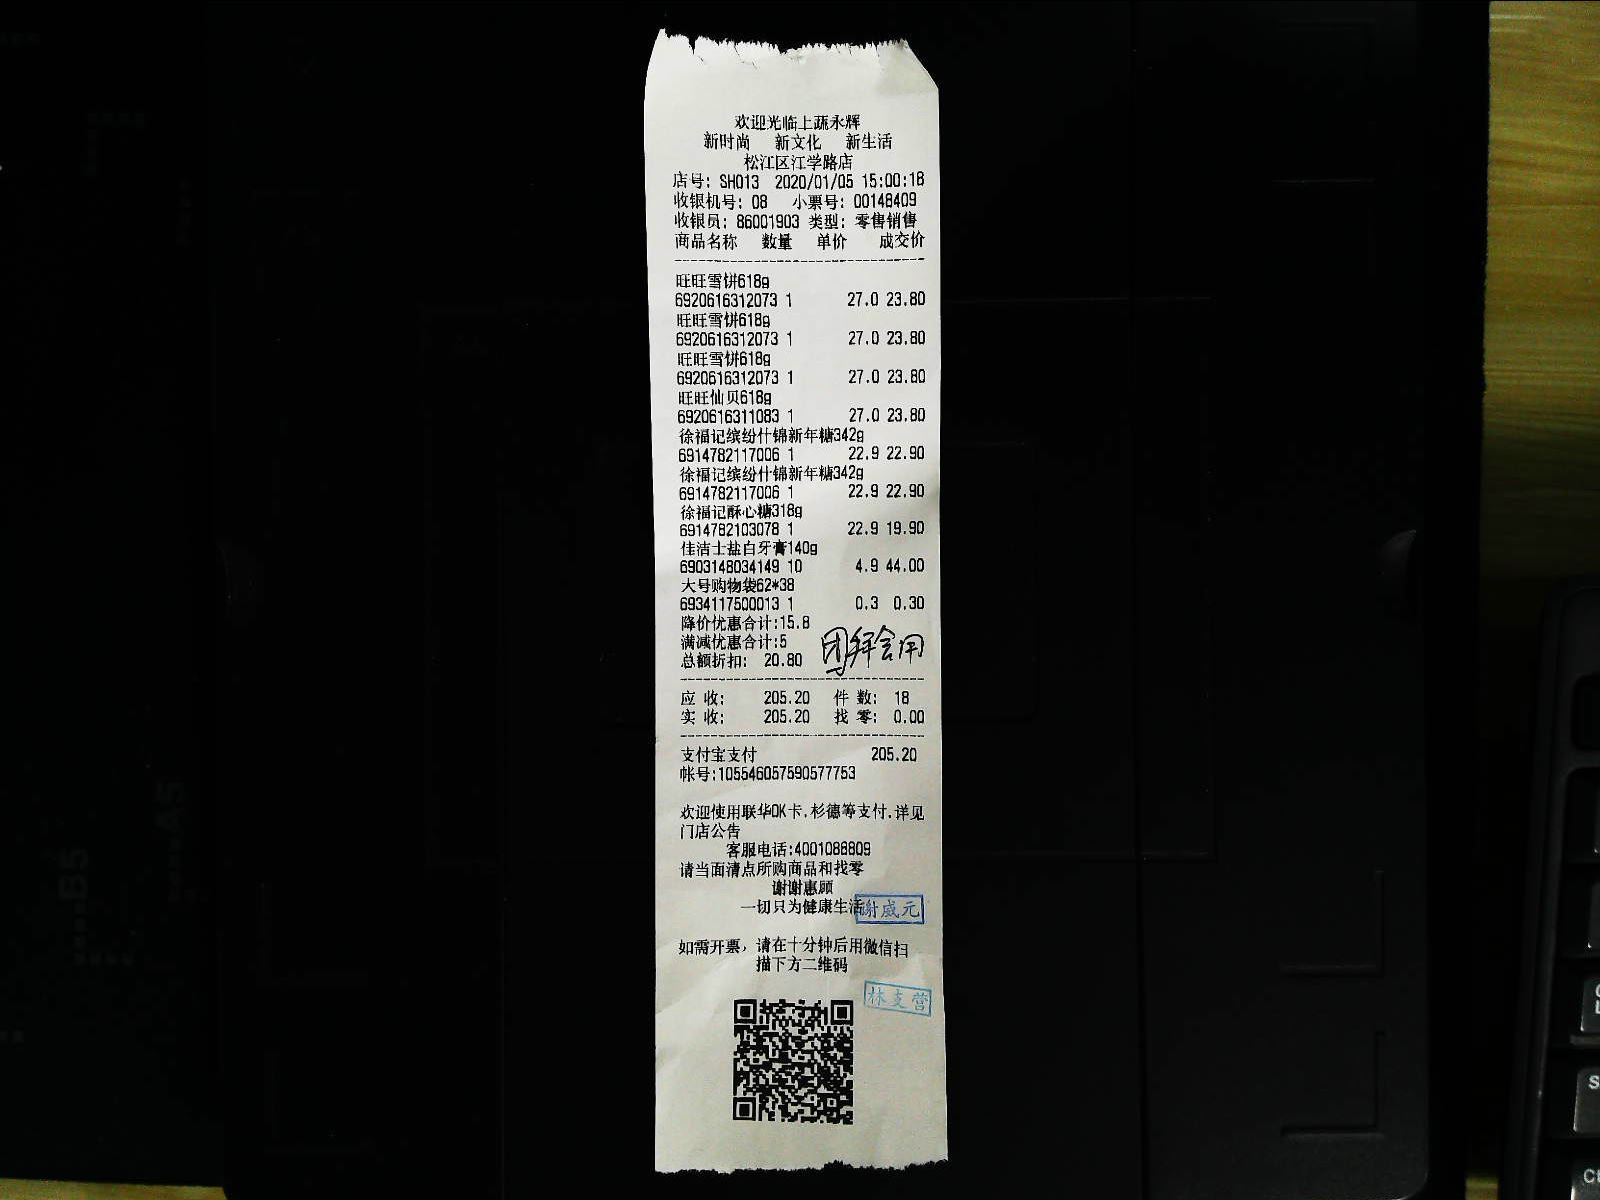 欢迎光临上蔬永辉
新时尚 新文化 新生活
松江区江学路店
店号: SH013 2020/01/05 15:00:18
收银机号: 08 小票号: 00148409
收银员: 86001903 类型: 零售销售
商品名称 数量 单价 成交价
旺旺雪饼618g
6920616312073 1 27.0 23.80
旺旺雪饼618g
6920616312073 1 27.0 23.80
旺旺雪饼618g
6920616312073 1 27.0 23.80
旺旺仙贝618g
6920616311083 1 27.0 23.80
徐福记缤纷什锦新年糖342g
6914782117006 1 22.9 22.90
徐福记缤纷什锦新年糖342g
6914782117006 1 22.9 22.90
徐福记酥心糖318g
6914782103078 1 22.9 19.90
佳洁士盐白牙膏140g
6903148034149 10 4.9 44.00
大号购物袋62*38
6934117500013 1 0.3 0.30
降价优惠合计:15.8
满减优惠合计:5
总额折扣: 20.80
团拜会用
应 收: 205.20 件 数: 18
实 收: 205.20 找 零: 0.00
支付宝支付 205.20
帐号:105546057590577753
欢迎使用联华OK卡.杉德等支付.详见
门店公告
客服电话:4001088809
请当面清点所购商品和找零
谢谢惠顾
一切只为健康生活
谢威元
如需开票，请在十分钟后用微信扫
描下方二维码
林支营
B5
A5